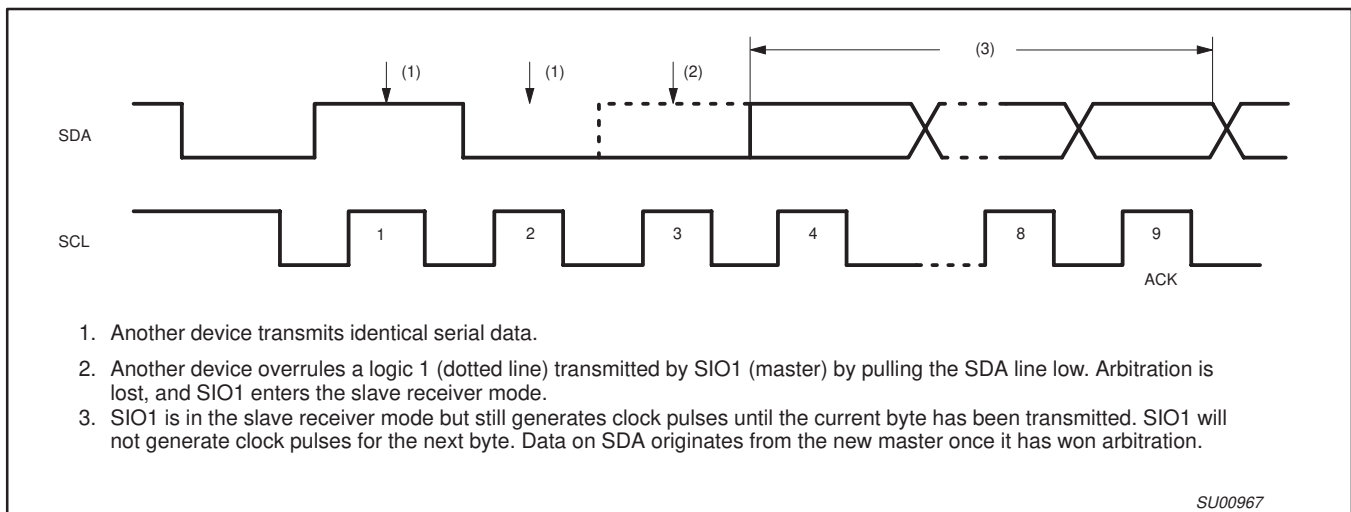 (3)
(1) (1) (2)
SDA
SCL 1 2 3 4 8 9
ACK
1. Another device transmits identical serial data.
2. Another device overrules a logic 1 (dotted line) transmitted by SIO1 (master) by pulling the SDA line low. Arbitration is
lost, and SIO1 enters the slave receiver mode.
3. SIO1 is in the slave receiver mode but still generates clock pulses until the current byte has been transmitted. SIO1 will
not generate clock pulses for the next byte. Data on SDA originates from the new master once it has won arbitration.
SU00967